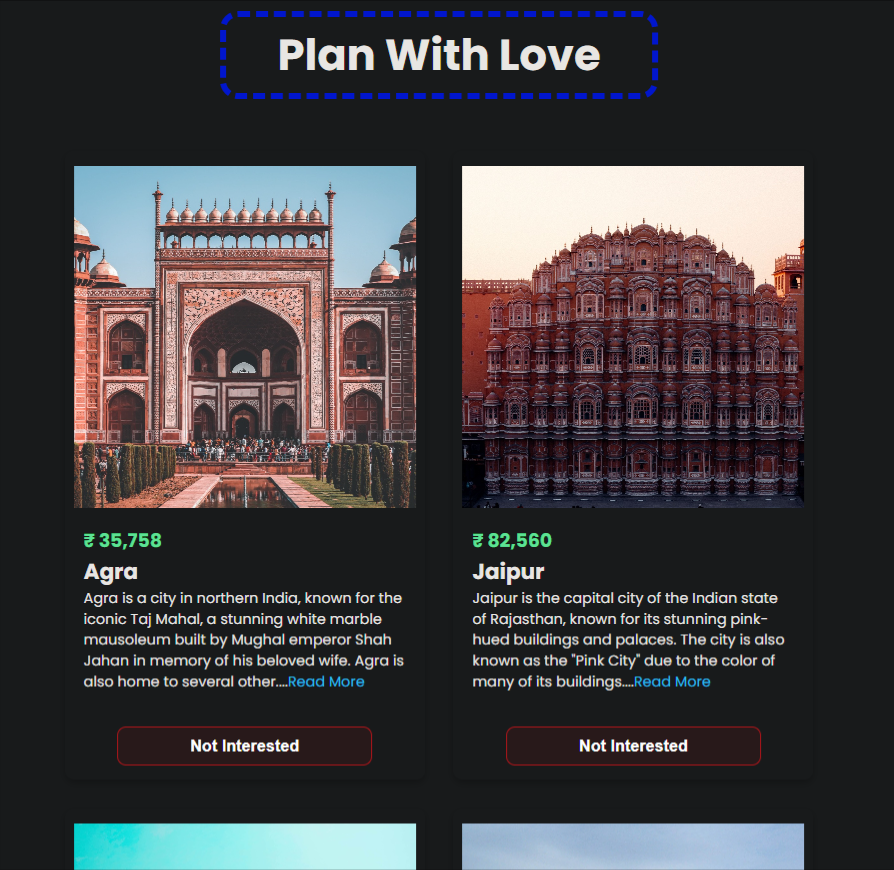 Plan With Love
₹ 35,758
Agra
Agra is a city in northern India, known for the
iconic Taj Mahal, a stunning white marble
mausoleum built by Mughal emperor Shah
Jahan in memory of his beloved wife. Agra is
also home to several other....Read More
Not Interested
₹ 82,560
Jaipur
Jaipur is the capital city of the Indian state
of Rajasthan, known for its stunning pink-
hued buildings and palaces. The city is also
known as the "Pink City" due to the color of
many of its buildings....Read More
Not Interested